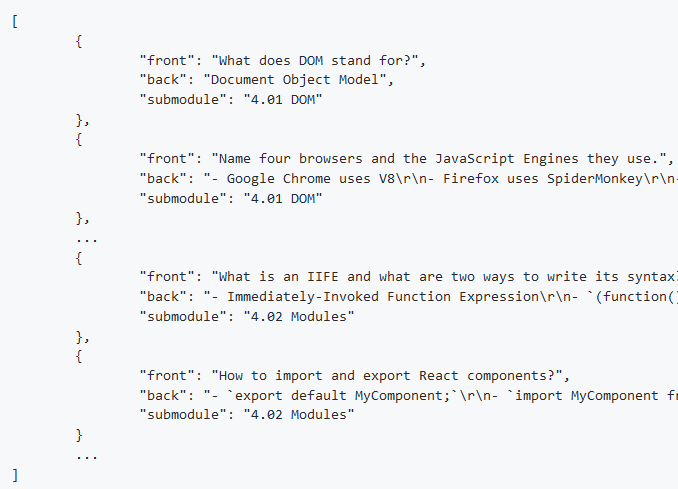 [
{
"front": "What does DOM stand for?",
"back": "Document Object Model",
"submodule": "4.01 DOM"
},
{
"front": "Name four browsers and the JavaScript Engines they use.",
"back": "- Google Chrome uses V8\r\n- Firefox uses SpiderMonkey\r\n-
"submodule": "4.01 DOM"
},
...
{
"front": "What is an IIFE and what are two ways to write its syntax?
"back": "- Immediately-Invoked Function Expression\r\n- `(function()
"submodule": "4.02 Modules"
},
{
"front": "How to import and export React components?",
"back": "- `export default MyComponent;`\r\n- `import MyComponent fr
"submodule": "4.02 Modules"
}
...
]